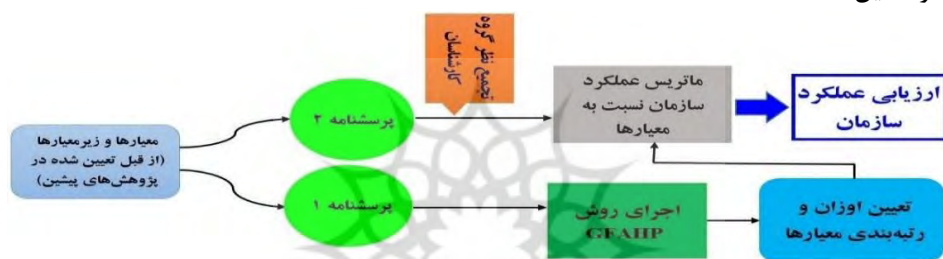 تجمیع نظر گروه
کارشناسان
ماتریس عملکرد
سازمان نسبت به
معیارها
ارزیابی عملکرد
سازمان
پرسشنامه ۲
معیارها و زیرمعیارها
(از قبل تعیین شده در
پژوهش‌های پیشین)
پرسشنامه ۱
اجرای روش
GFAHP
تعیین اوزان و
رتبه‌بندی معیارها